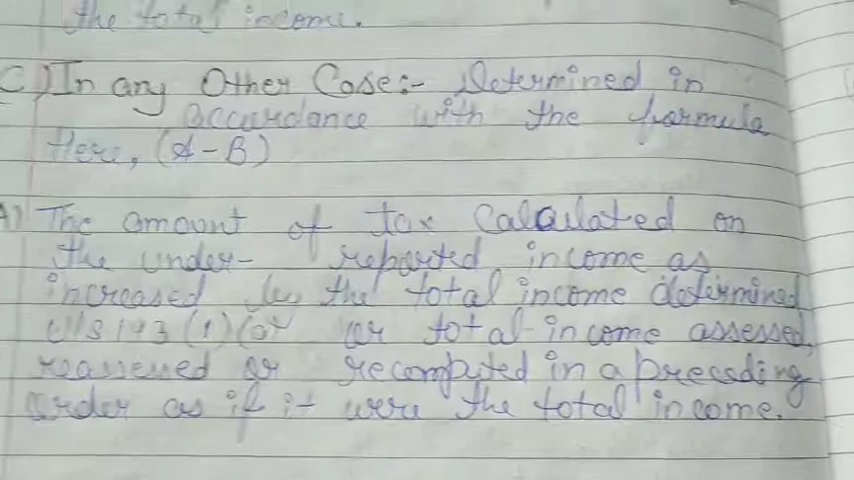 the total income.
C) In any Other Case:- Determined in
accordance with the formula
Here, (A-B)
A) The amount of tax Calculated on
the under- reported income as
increased by the total income determined
u/s 143 (1)(a) or total income assessed,
reassessed or recomputed in a preceding
order as if it were the total income.